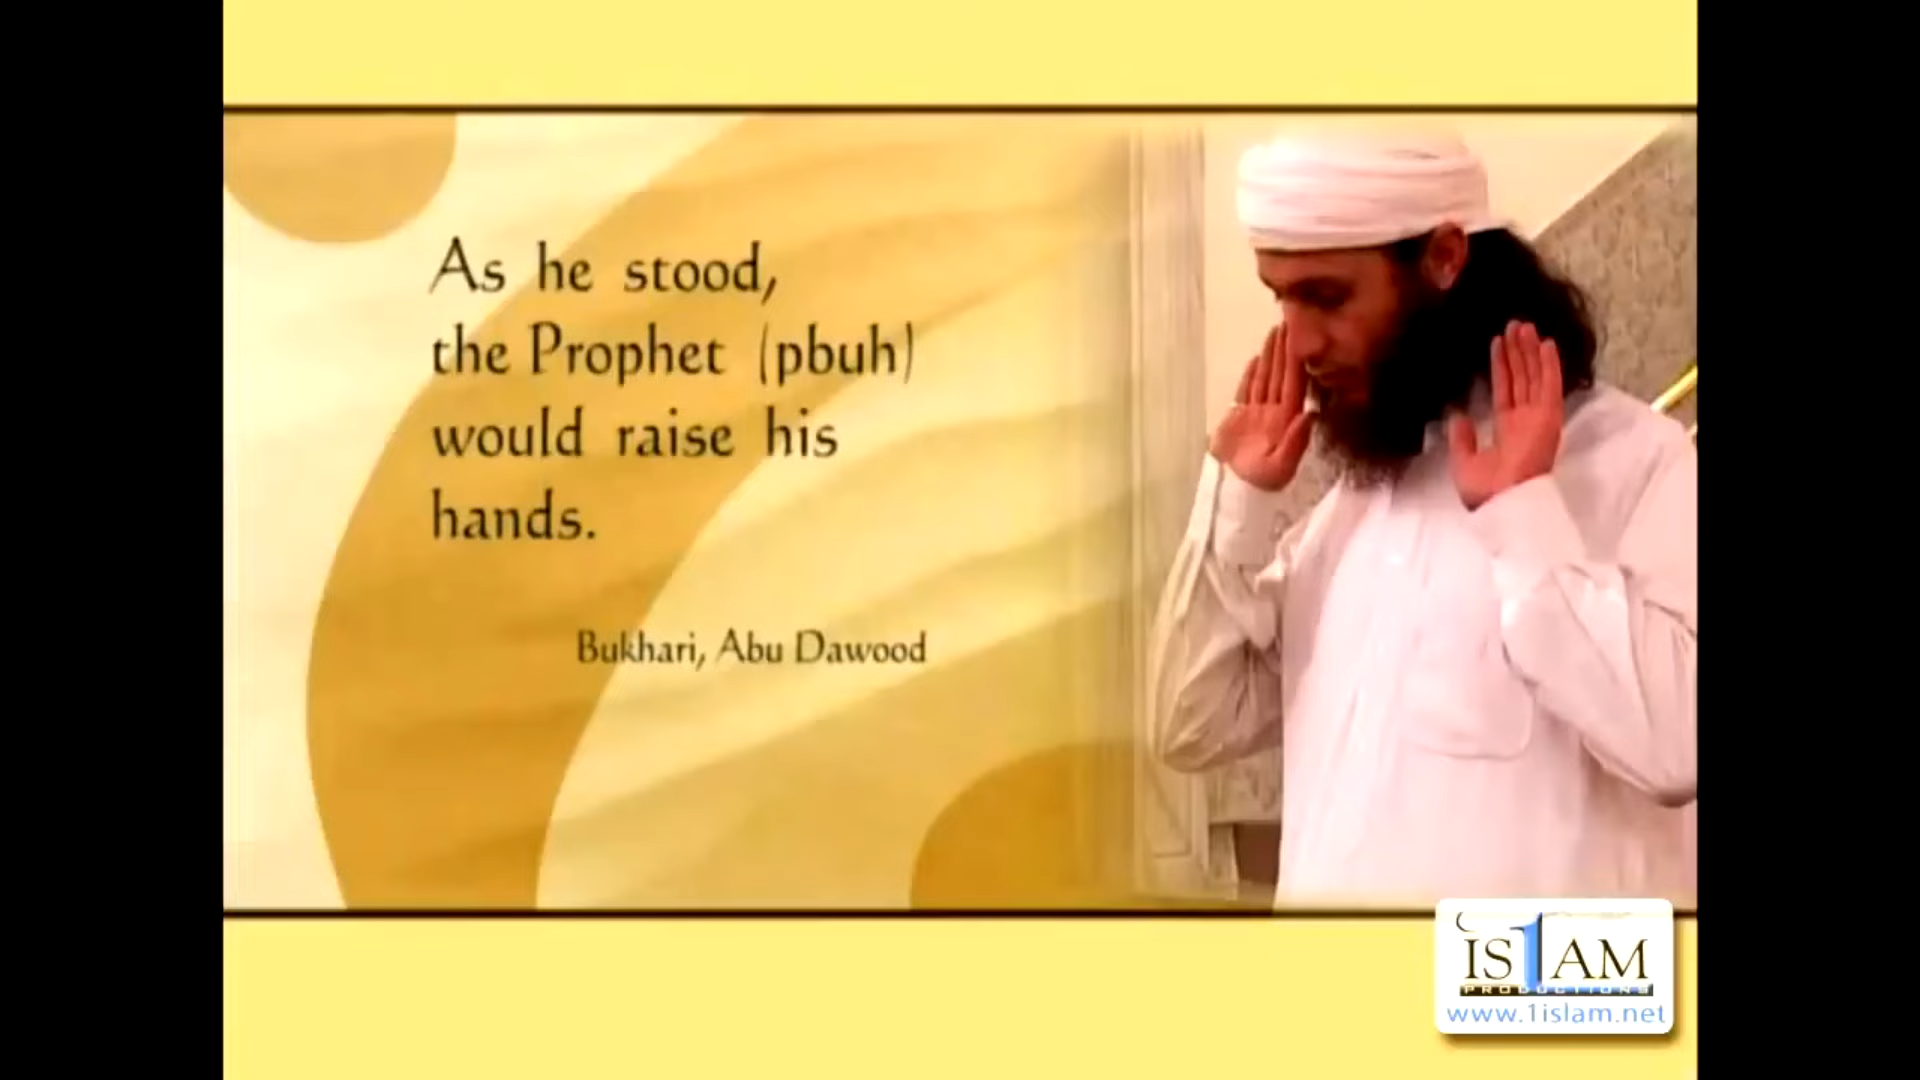 As he stood,
the Prophet (pbuh)
would raise his
hands.
Bukhari, Abu Dawood
IS1AM
PRODUCTIONS
www.1islam.net